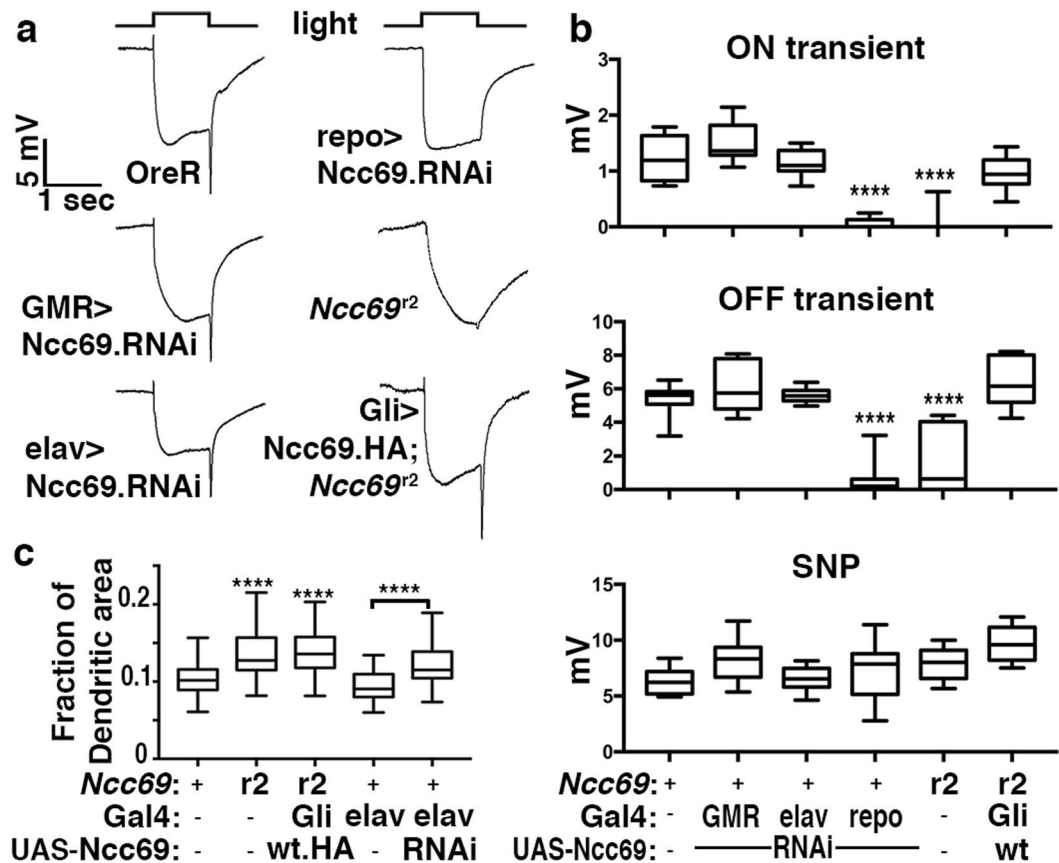 a
light
5 mV
1 sec
OreR
repo>
Ncc69.RNAi
GMR>
Ncc69.RNAi
Ncc69r2
elav>
Ncc69.RNAi
Gli>
Ncc69.HA;
Ncc69r2
b
ON transient
mV
3
2
1
0
**** ****
OFF transient
mV
10
8
6
4
2
0
**** ****
SNP
mV
15
10
5
0
Ncc69: + + + + r2 r2
Gal4: - GMR elav repo - Gli
UAS-Ncc69: - RNAi - wt
c
Fraction of
Dendritic area
0.2
0.1
0
**** **** ****
Ncc69: + r2 r2 + +
Gal4: - - Gli elav elav
UAS-Ncc69: - - wt.HA - RNAi